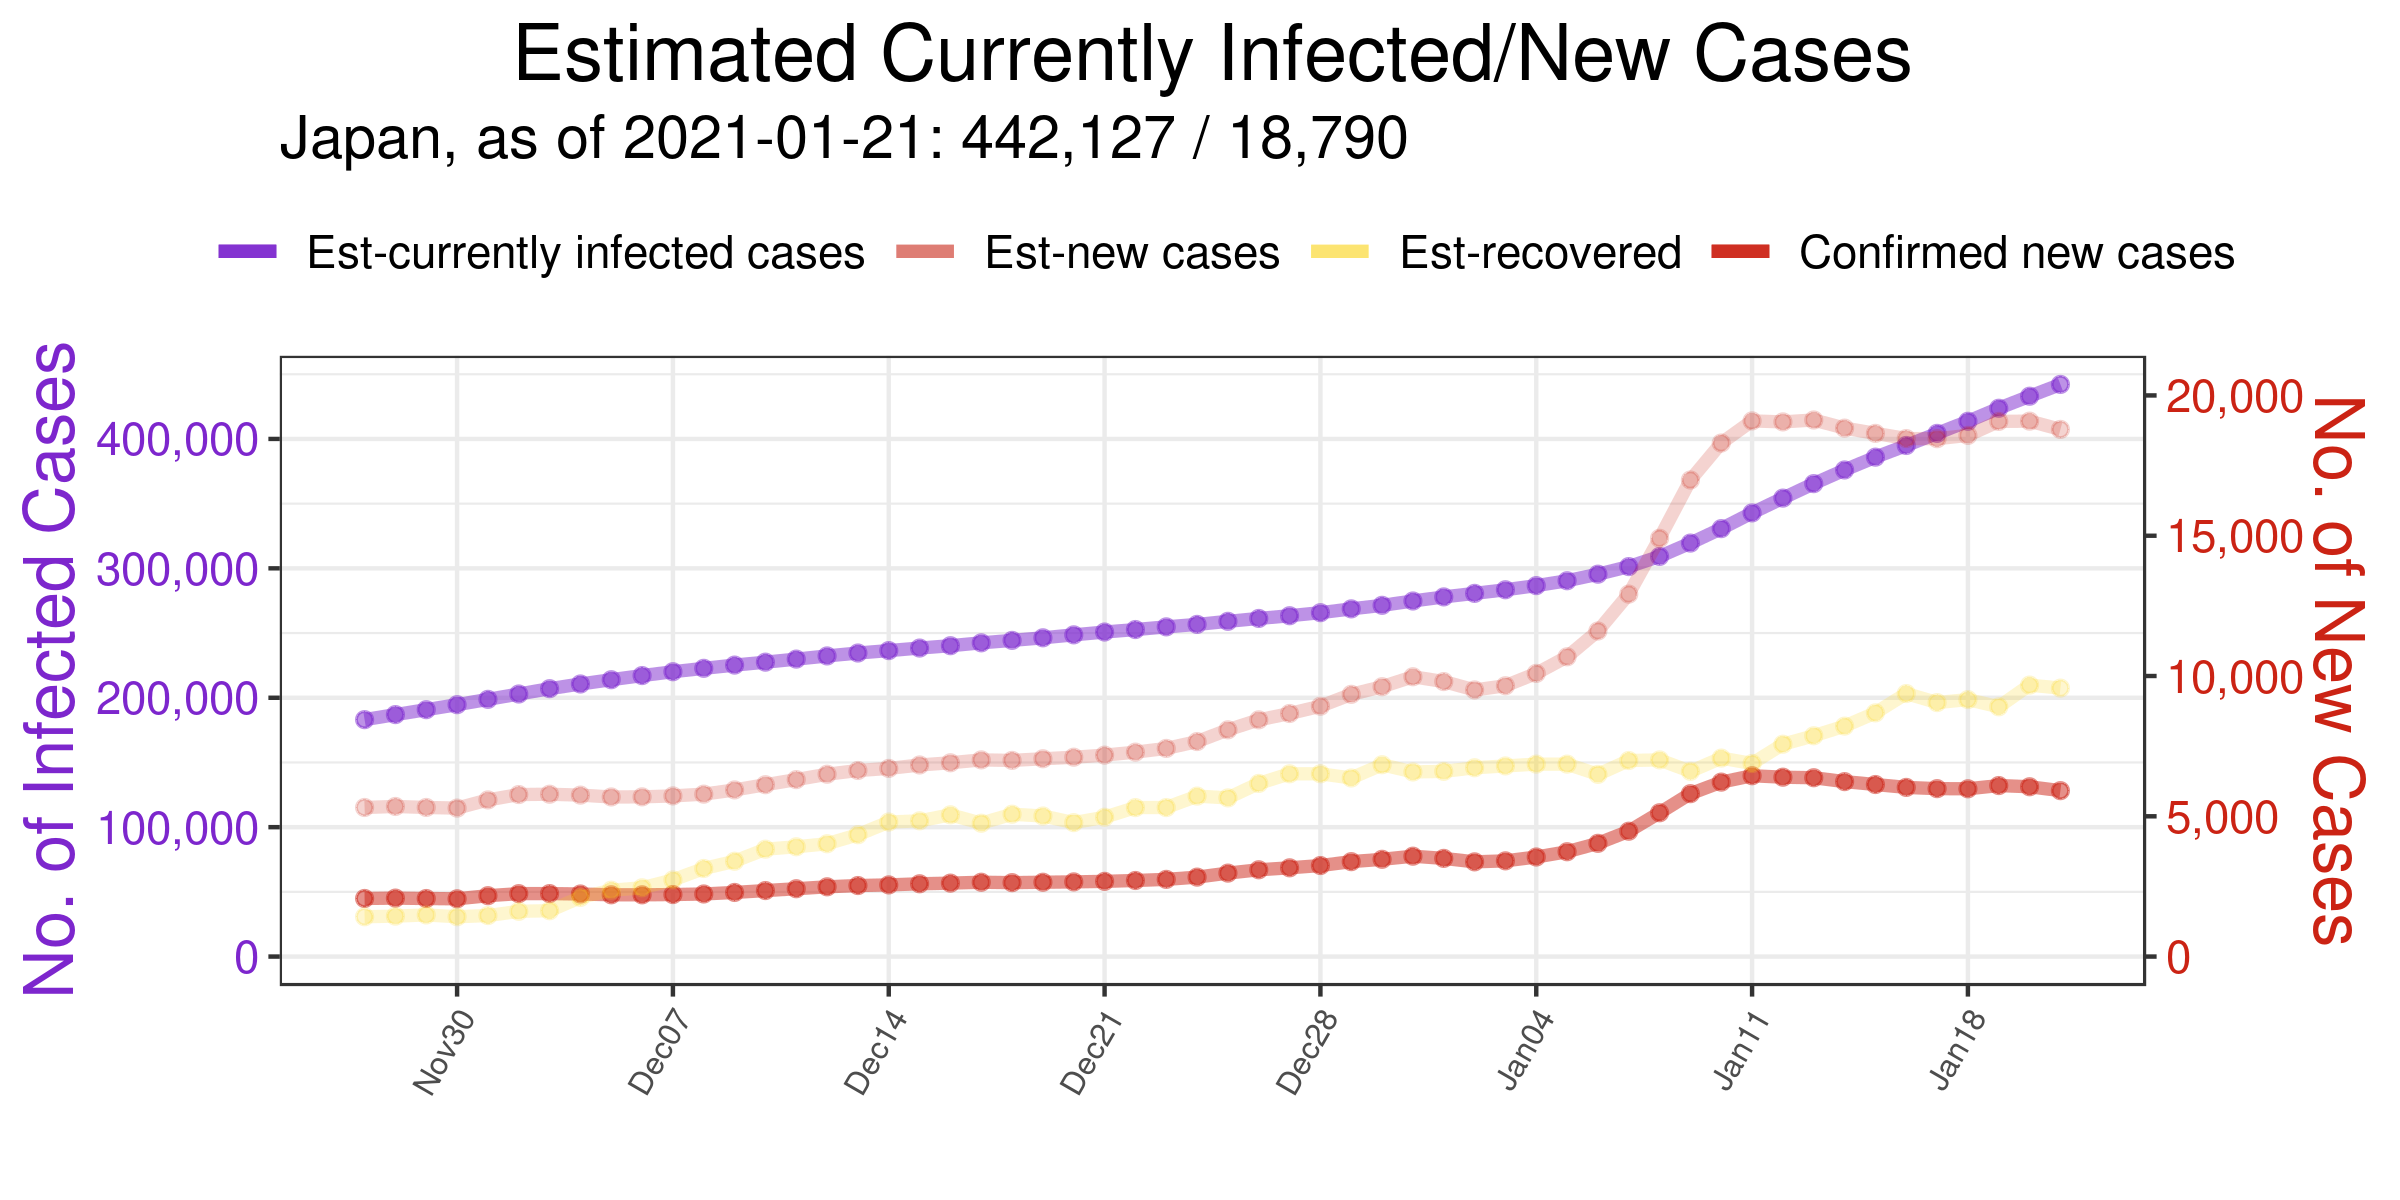 Estimated Currently Infected/New Cases
Japan, as of 2021-01-21: 442,127 / 18,790
Est-currently infected cases Est-new cases Est-recovered Confirmed new cases
No. of Infected Cases
400,000
300,000
200,000
100,000
0
20,000
15,000
10,000
5,000
0
No. of New Cases
Nov30 Dec07 Dec14 Dec21 Dec28 Jan04 Jan11 Jan18